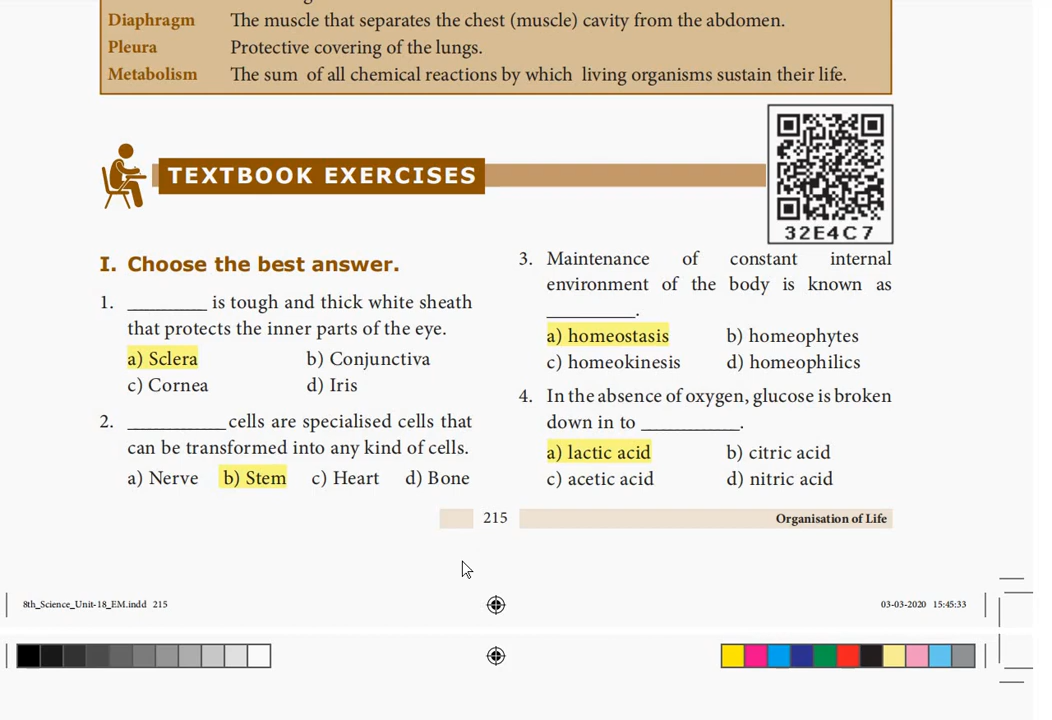 Diaphragm The muscle that separates the chest (muscle) cavity from the abdomen.
Pleura Protective covering of the lungs.
Metabolism The sum of all chemical reactions by which living organisms sustain their life.
TEXTBOOK EXERCISES
32E4C7
I. Choose the best answer.
1. __________ is tough and thick white sheath
that protects the inner parts of the eye.
a) Sclera b) Conjunctiva
c) Cornea d) Iris
2. _____________ cells are specialised cells that
can be transformed into any kind of cells.
a) Nerve b) Stem c) Heart d) Bone
3. Maintenance of constant internal
environment of the body is known as
___________.
a) homeostasis b) homeophytes
c) homeokinesis d) homeophilics
4. In the absence of oxygen, glucose is broken
down in to ____________.
a) lactic acid b) citric acid
c) acetic acid d) nitric acid
215 Organisation of Life
8th_Science_Unit-18_EM.indd 215 03-03-2020 15:45:33